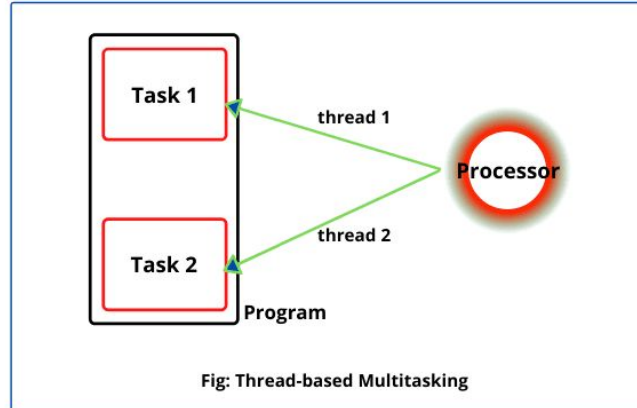 Task 1
thread 1
Processor
thread 2
Task 2
Program
Fig: Thread-based Multitasking